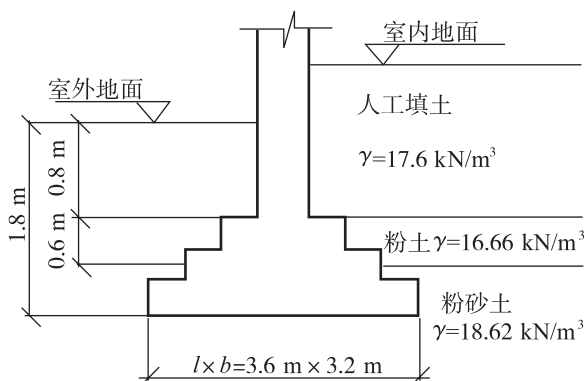 室内地面
室外地面
人工填土
γ=17.6 kN/m³
1.8 m
0.8 m
0.6 m
粉土 γ=16.66 kN/m³
粉砂土
γ=18.62 kN/m³
l×b=3.6 m×3.2 m